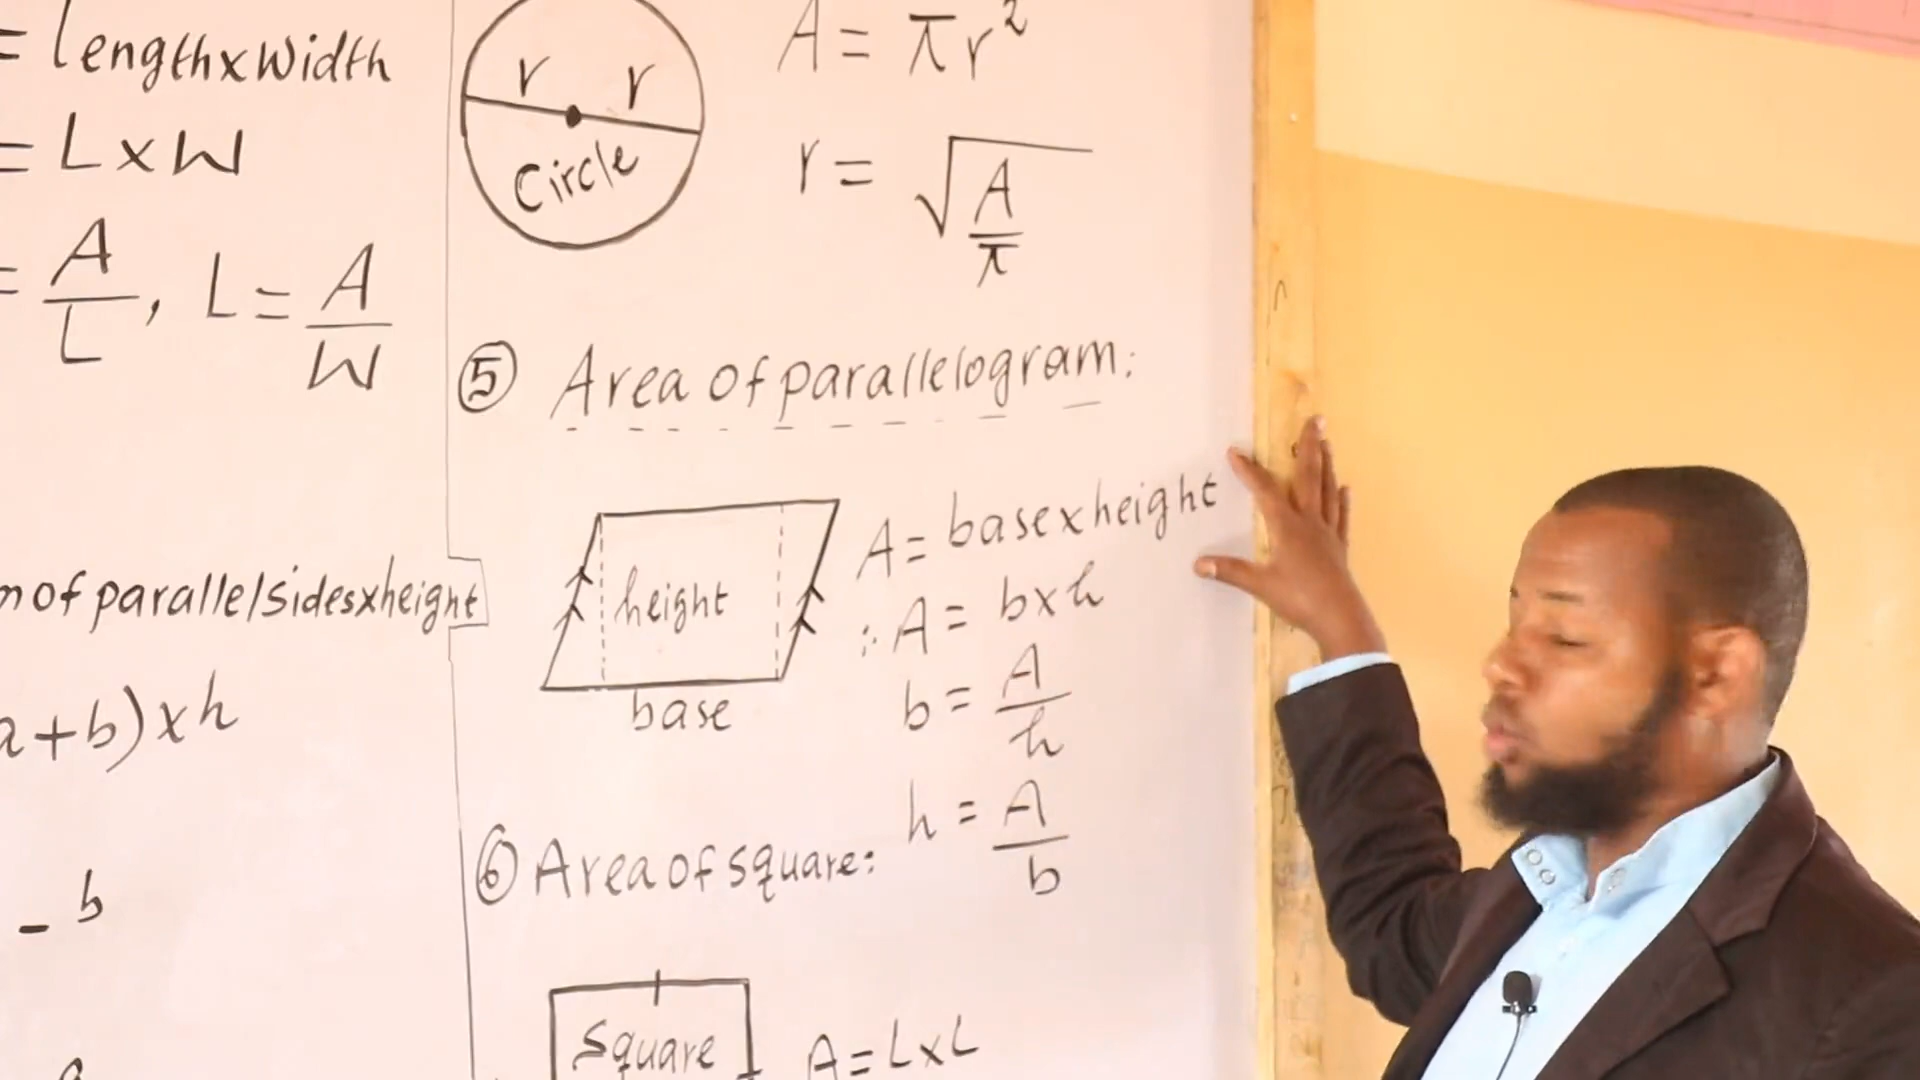 = Length x Width
= L x W
= A/L, L = A/W
of parallel sides x height
a + b) x h
- b
r r
Circle
A = πr²
r = √A/π
⑤ Area of parallelogram:
height
base
A = base x height
∴ A = b x h
b = A/h
h = A/b
⑥ Area of square:
Square
A = L x L